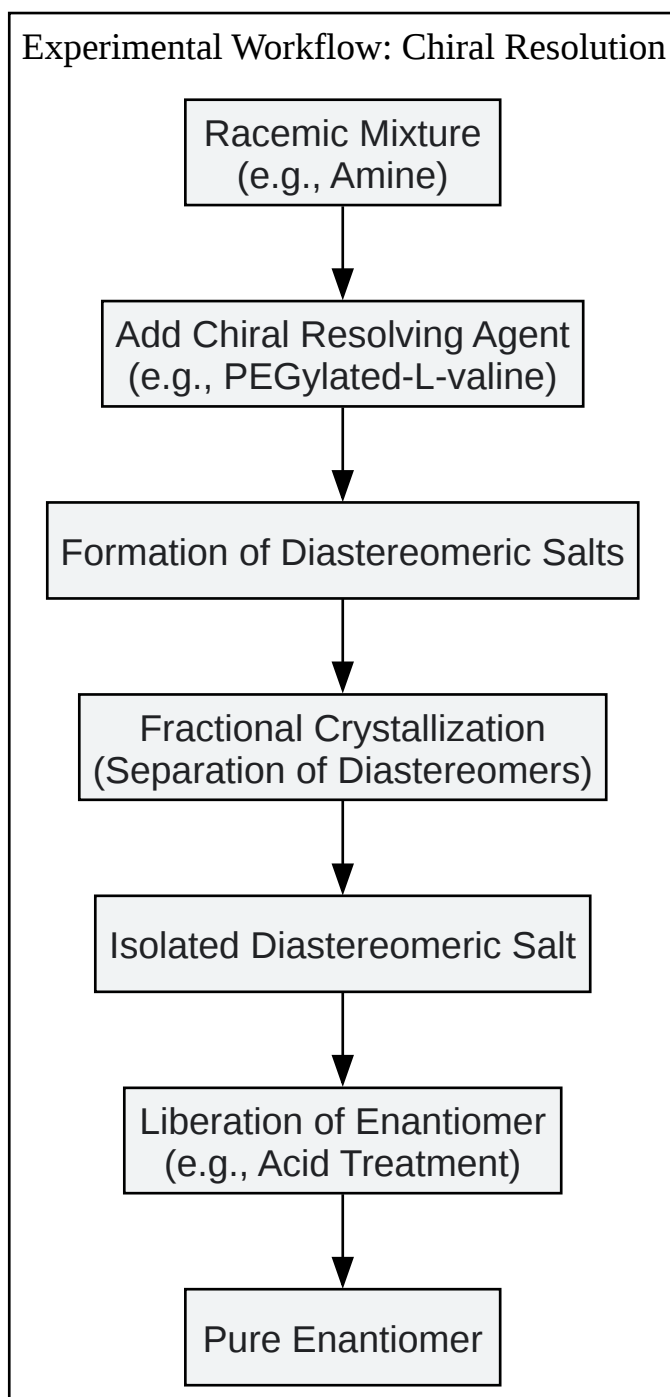 Experimental Workflow: Chiral Resolution
Racemic Mixture
(e.g., Amine)
Add Chiral Resolving Agent
(e.g., PEGylated-L-valine)
Formation of Diastereomeric Salts
Fractional Crystallization
(Separation of Diastereomers)
Isolated Diastereomeric Salt
Liberation of Enantiomer
(e.g., Acid Treatment)
Pure Enantiomer